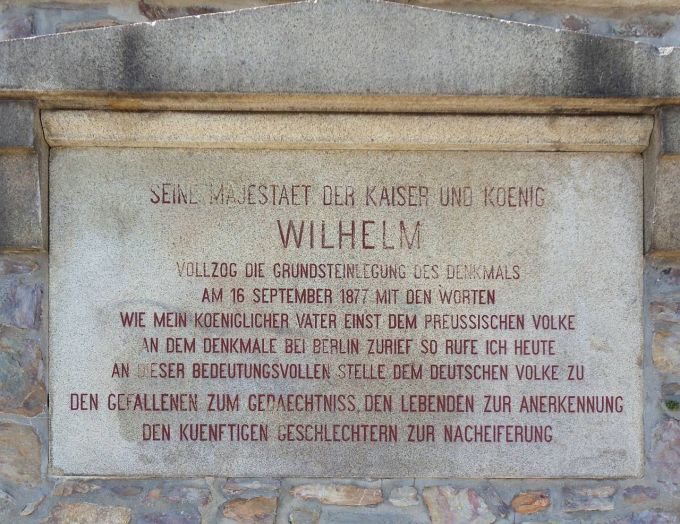 SEINE MAJESTAET DER KAISER UND KOENIG
WILHELM
VOLLZOG DIE GRUNDSTEINLEGUNG DES DENKMALS
AM 16 SEPTEMBER 1877 MIT DEN WORTEN
WIE MEIN KOENIGLICHER VATER EINST DEM PREUSSISCHEN VOLKE
AN DEM DENKMALE BEI BERLIN ZURIEF SO RUFE ICH HEUTE
AN DIESER BEDEUTUNGSVOLLEN STELLE DEM DEUTSCHEN VOLKE ZU
DEN GEFALLENEN ZUM GEDAECHTNISS, DEN LEBENDEN ZUR ANERKENNUNG
DEN KUENFTIGEN GESCHLECHTERN ZUR NACHEIFERUNG